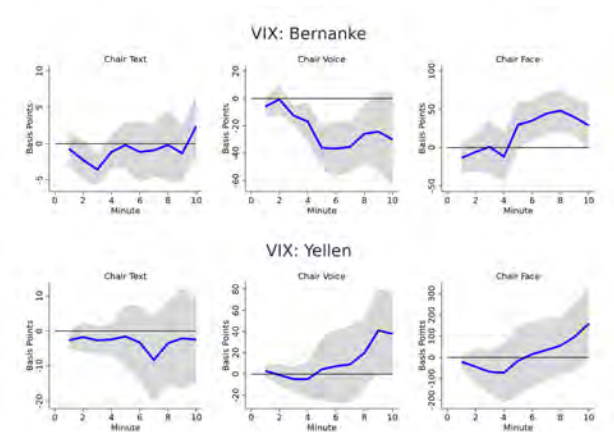 VIX: Bernanke
Chair Text
Chair Voice
Chair Face
Basis Points
-5 0 5 10
0 2 4 6 8 10
Minute
Basis Points
-60 -40 -20 0 20
0 2 4 6 8 10
Minute
Basis Points
-50 0 50 100
0 2 4 6 8 10
Minute
VIX: Yellen
Chair Text
Chair Voice
Chair Face
Basis Points
-20 -10 0 10
0 2 4 6 8 10
Minute
Basis Points
-20 0 20 40 60 80
0 2 4 6 8 10
Minute
Basis Points
-200 -100 0 100 200 300
0 2 4 6 8 10
Minute